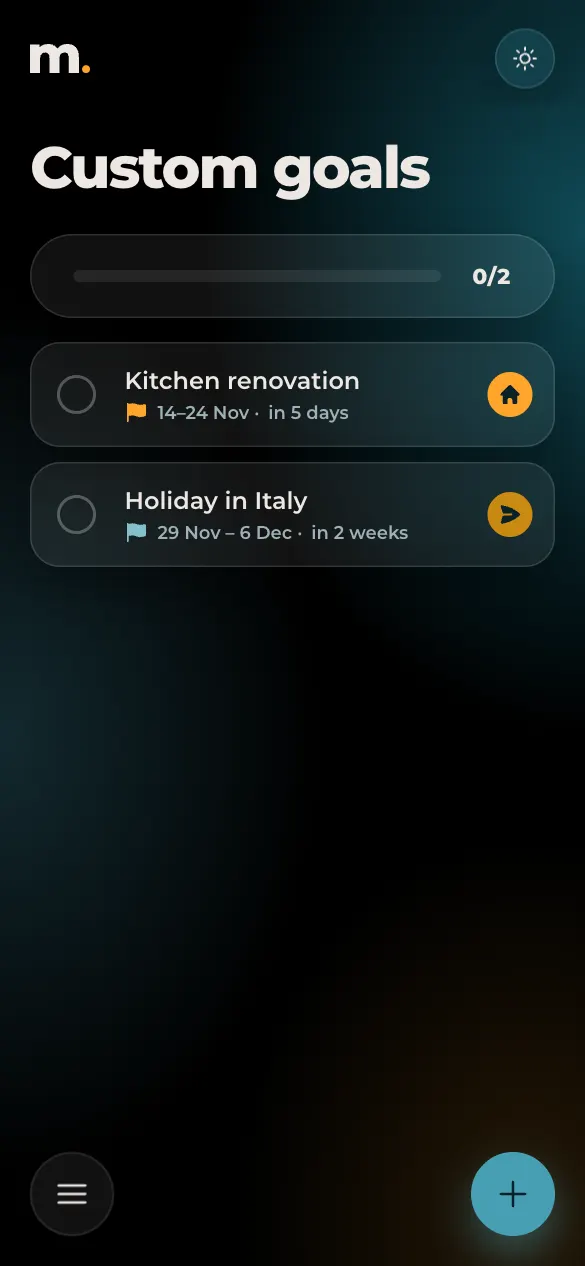 m.
Custom goals
0/2
Kitchen renovation
14–24 Nov · in 5 days
Holiday in Italy
29 Nov – 6 Dec · in 2 weeks